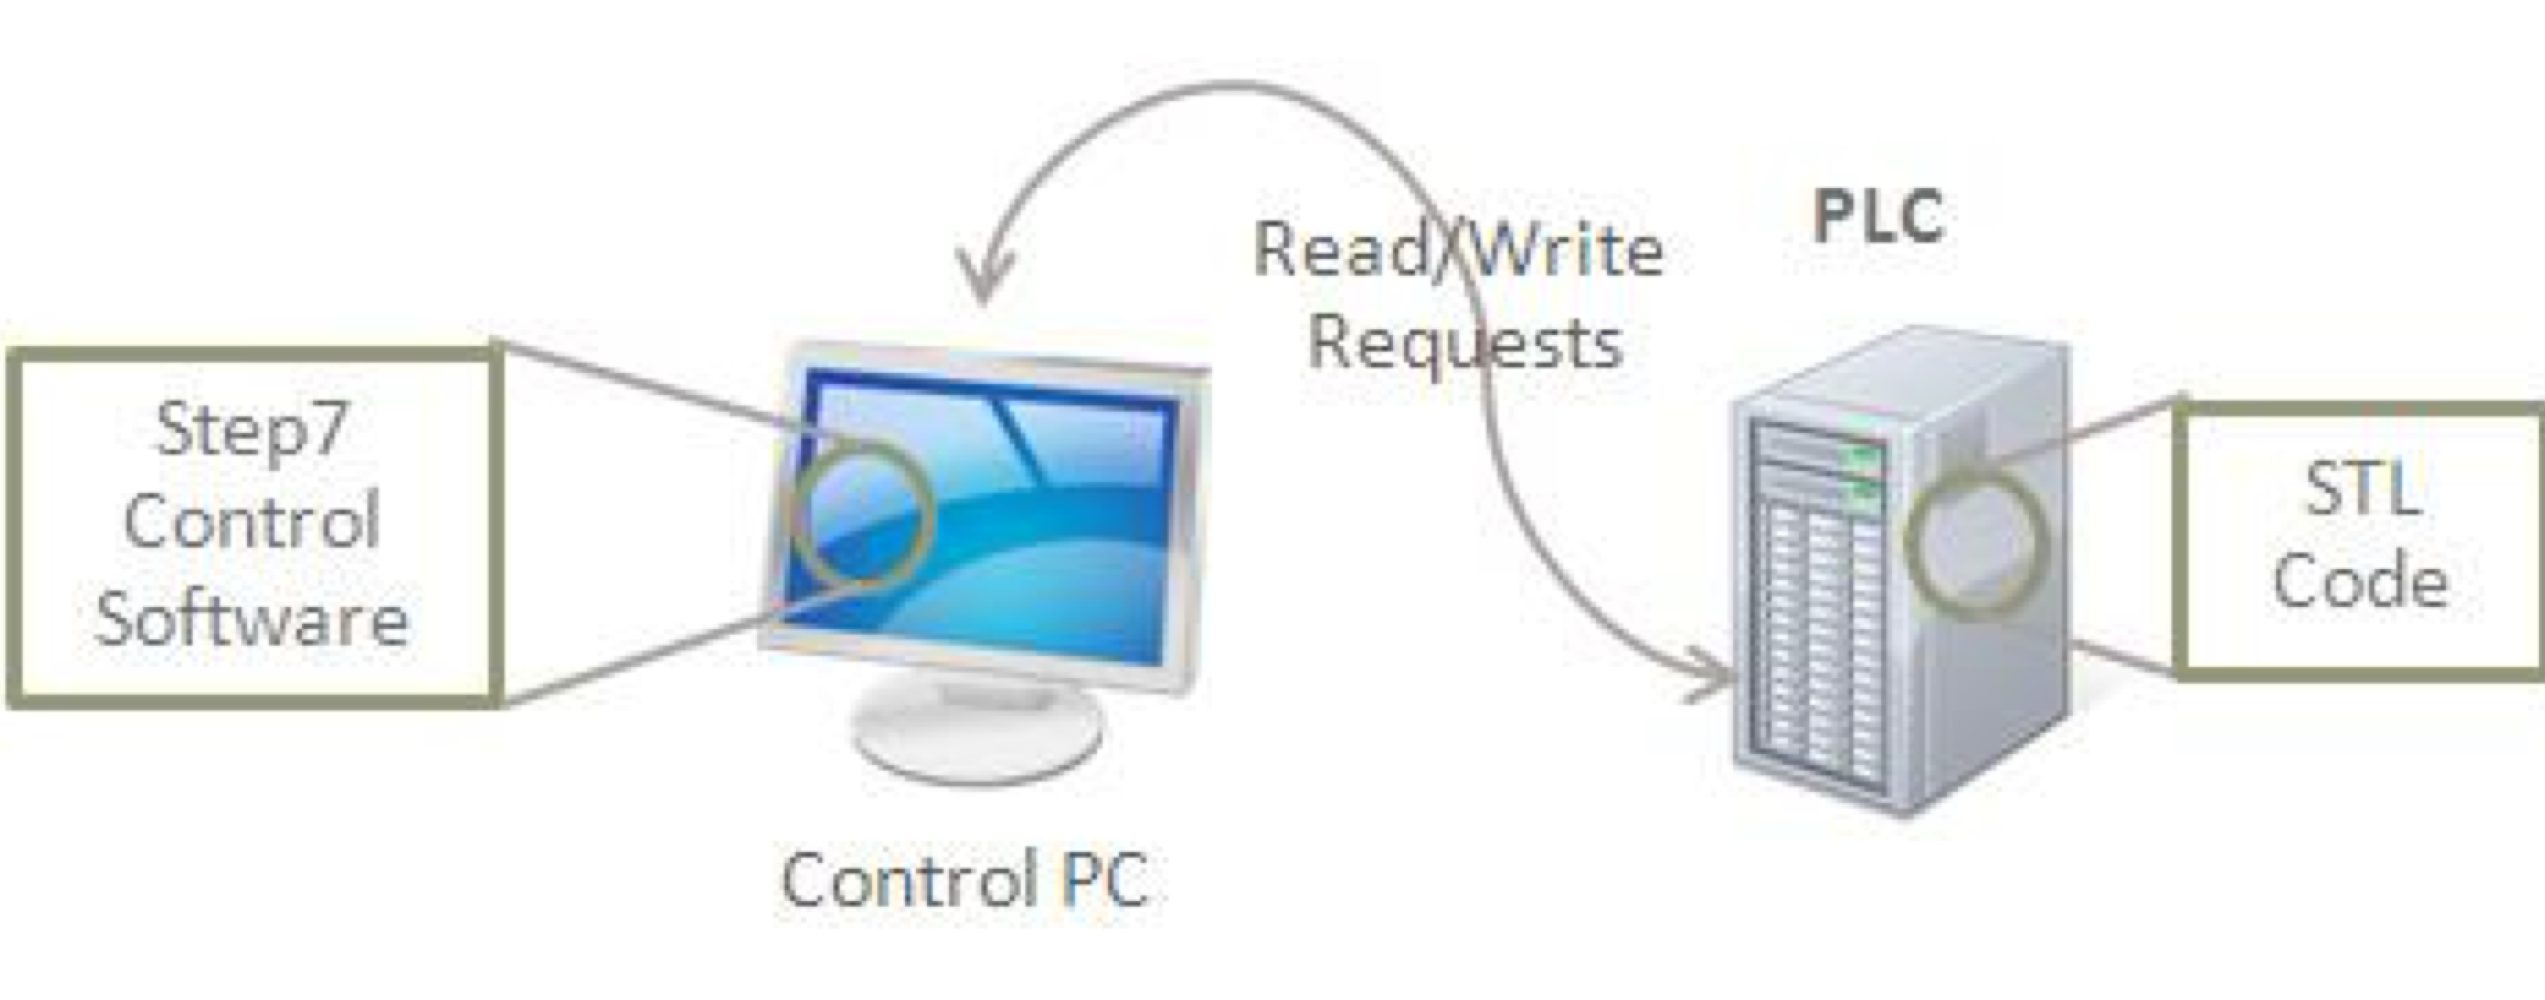 Step7
Control
Software
Control PC
Read/Write
Requests
PLC
STL
Code